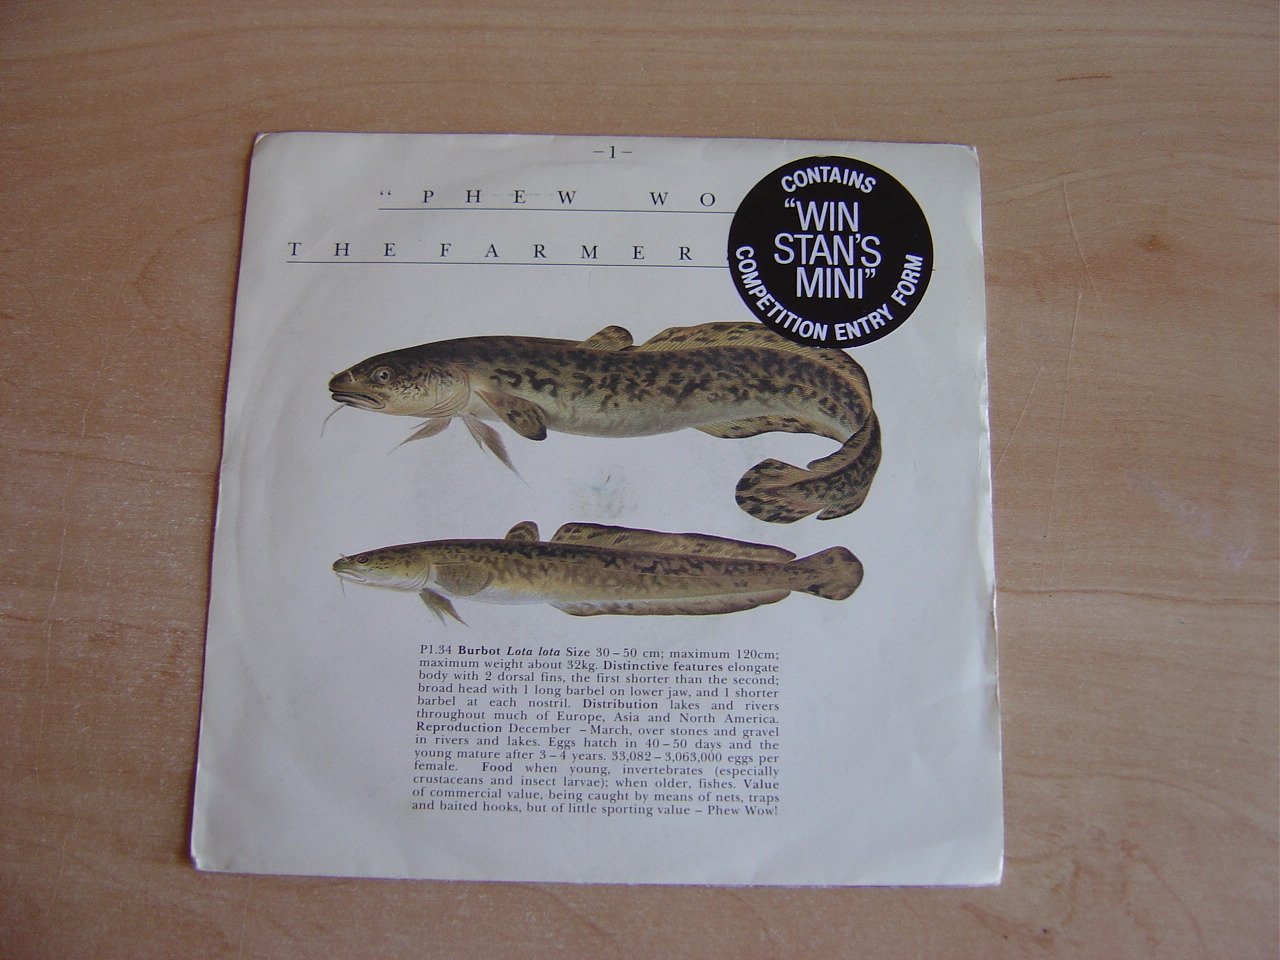 –1–
“ P H E W   W O
T H E   F A R M E R
CONTAINS
“WIN
STAN'S
MINI”
COMPETITION ENTRY FORM
P1.34 Burbot Lota lota Size 30–50 cm; maximum 120cm;
maximum weight about 32kg. Distinctive features elongate
body with 2 dorsal fins, the first shorter than the second;
broad head with 1 long barbel on lower jaw, and 1 shorter
barbel at each nostril. Distribution lakes and rivers
throughout much of Europe, Asia and North America.
Reproduction December –March, over stones and gravel
in rivers and lakes. Eggs hatch in 40–50 days and the
young mature after 3–4 years. 33,082–3,063,000 eggs per
female. Food when young, invertebrates (especially
crustaceans and insect larvae); when older, fishes. Value
of commercial value, being caught by means of nets, traps
and baited hooks, but of little sporting value – Phew Wow!